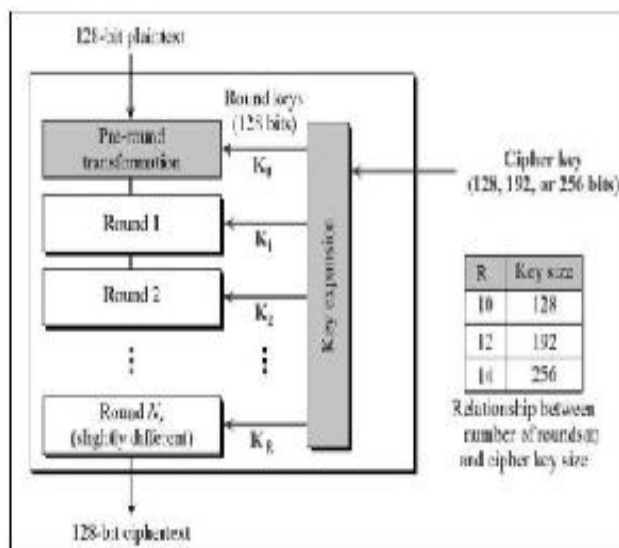 128-bit plaintext
Round keys
(128 bits)
Pre-round
transformation
K₀
Cipher key
(128, 192, or 256 bits)
Round 1
K₁
Round 2
K₂
Key expansion
R Key size
10 128
12 192
14 256
Round Nᵣ
(slightly different)
K_R
Relationship between
number of rounds
and cipher key size
128-bit ciphertext